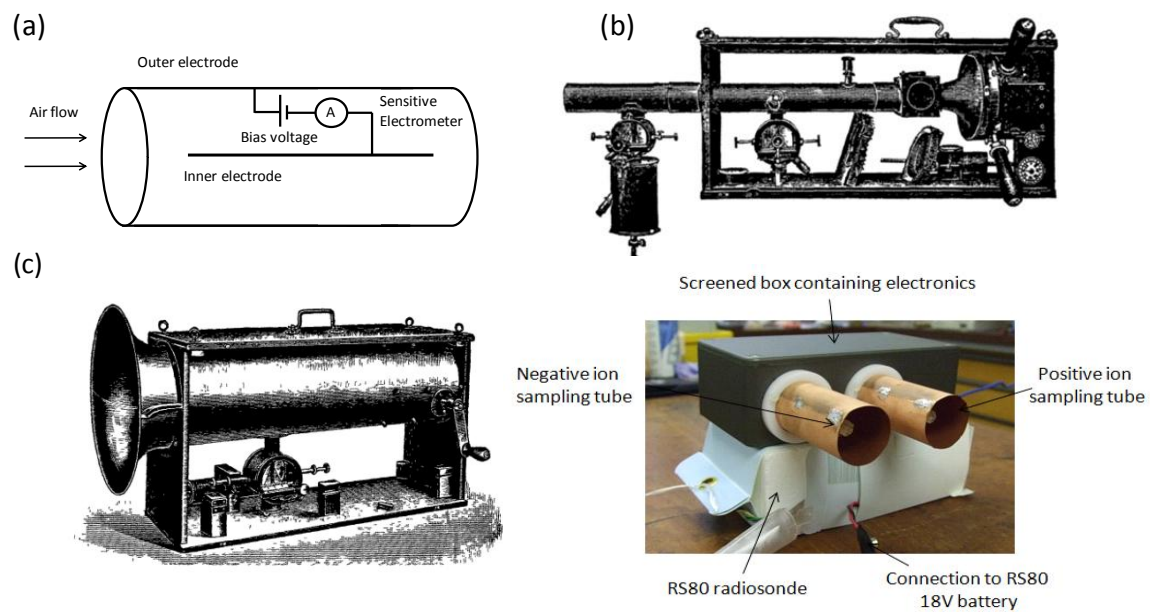 (a)
Outer electrode
Air flow
Sensitive
Electrometer
A
Bias voltage
Inner electrode
(b)
(c)
Screened box containing electronics
Negative ion
sampling tube
Positive ion
sampling tube
RS80 radiosonde
Connection to RS80
18V battery